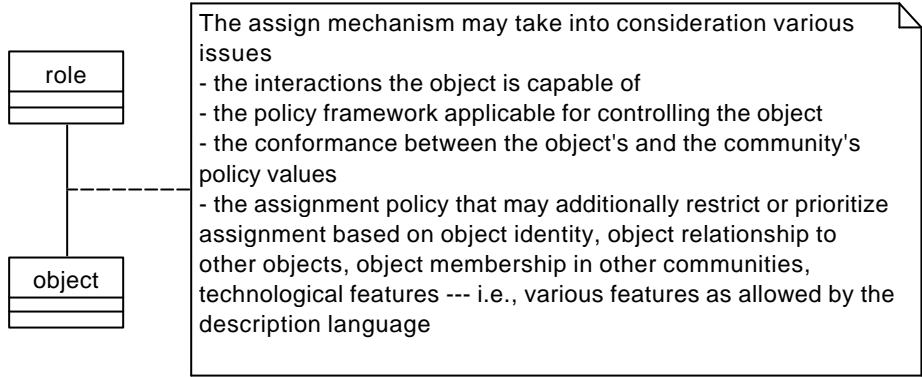 The assign mechanism may take into consideration various
issues
- the interactions the object is capable of
- the policy framework applicable for controlling the object
- the conformance between the object's and the community's
policy values
- the assignment policy that may additionally restrict or prioritize
assignment based on object identity, object relationship to
other objects, object membership in other communities,
technological features --- i.e., various features as allowed by the
description language
role
object